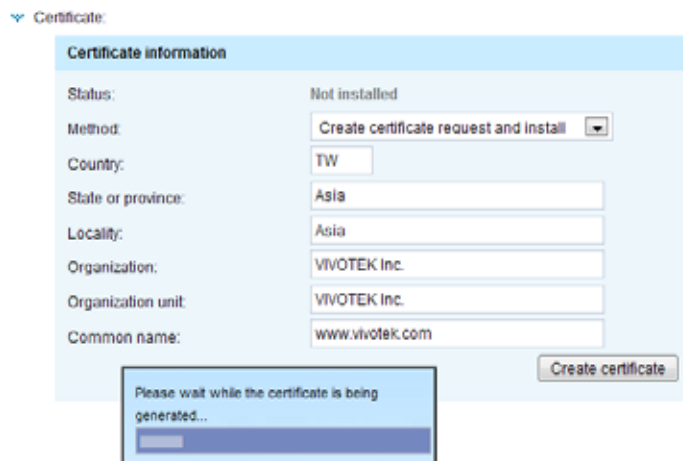 Certificate:
Certificate information
Status: Not installed
Method: Create certificate request and install
Country: TW
State or province: Asia
Locality: Asia
Organization: VIVOTEK Inc.
Organization unit: VIVOTEK Inc.
Common name: www.vivotek.com
Create certificate
Please wait while the certificate is being
generated...